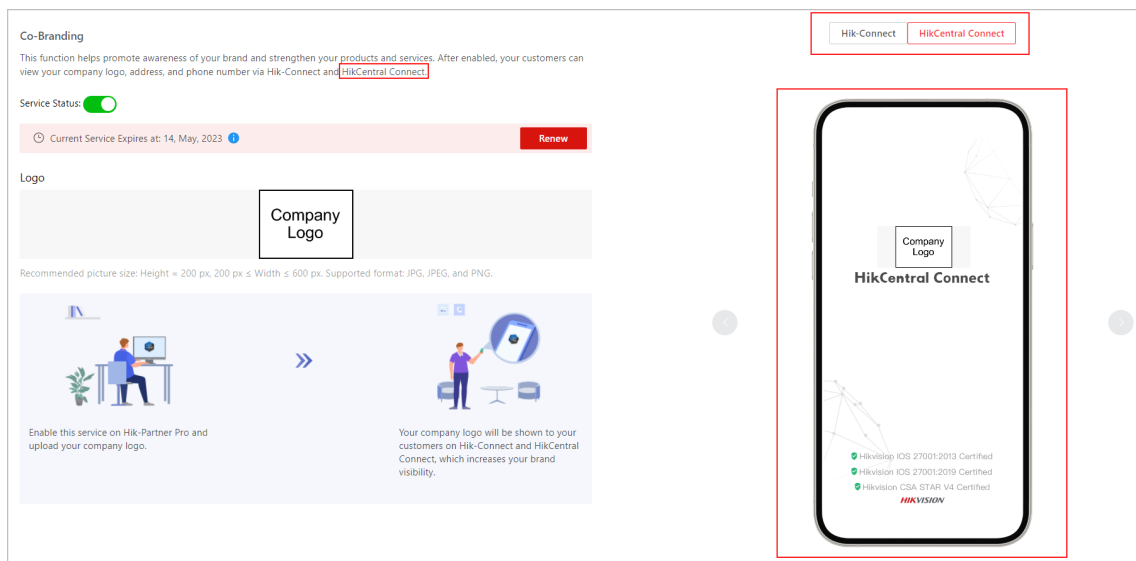 Co-Branding
This function helps promote awareness of your brand and strengthen your products and services. After enabled, your customers can
view your company logo, address, and phone number via Hik-Connect and HikCentral Connect.
Service Status:
Current Service Expires at: 14, May, 2023
Renew
Logo
Company
Logo
Recommended picture size: Height = 200 px, 200 px ≤ Width ≤ 600 px. Supported format: JPG, JPEG, and PNG.
Enable this service on Hik-Partner Pro and
upload your company logo.
Your company logo will be shown to your
customers on Hik-Connect and HikCentral
Connect, which increases your brand
visibility.
Hik-Connect
HikCentral Connect
Company
Logo
HikCentral Connect
Hikvision IOS 27001:2013 Certified
Hikvision IOS 27001:2019 Certified
Hikvision CSA STAR V4 Certified
HIKVISION